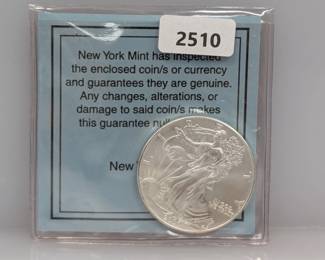 2510
New York Mint has inspected
the enclosed coin/s or currency
and guarantees they are genuine.
Any changes, alterations, or
damage to said coin/s makes
this guarantee null
New